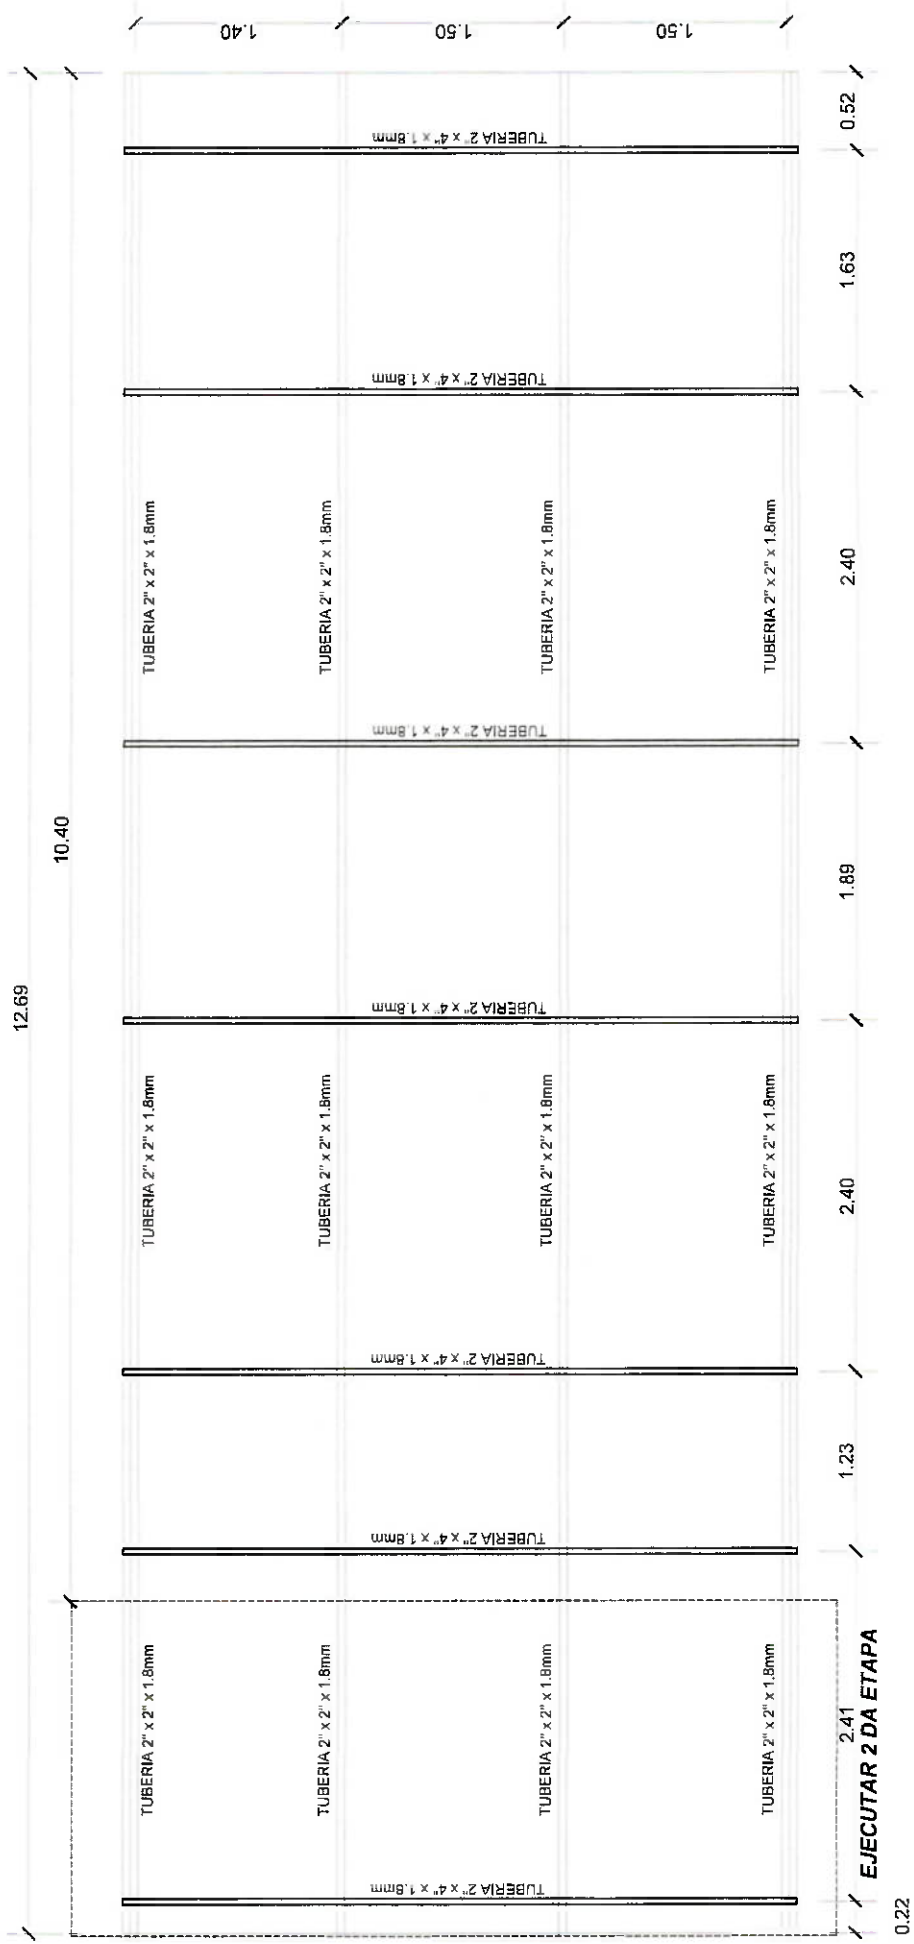 12.69
10.40
1.40
1.50
1.50
TUBERIA 2" x 4" x 1.8mm
TUBERIA 2" x 4" x 1.8mm
TUBERIA 2" x 2" x 1.8mm
TUBERIA 2" x 2" x 1.8mm
TUBERIA 2" x 2" x 1.8mm
TUBERIA 2" x 2" x 1.8mm
TUBERIA 2" x 4" x 1.8mm
TUBERIA 2" x 4" x 1.8mm
TUBERIA 2" x 2" x 1.8mm
TUBERIA 2" x 2" x 1.8mm
TUBERIA 2" x 2" x 1.8mm
TUBERIA 2" x 2" x 1.8mm
TUBERIA 2" x 4" x 1.8mm
TUBERIA 2" x 4" x 1.8mm
TUBERIA 2" x 2" x 1.8mm
TUBERIA 2" x 2" x 1.8mm
TUBERIA 2" x 2" x 1.8mm
TUBERIA 2" x 2" x 1.8mm
TUBERIA 2" x 4" x 1.8mm
0.52
1.63
2.40
1.89
2.40
1.23
2.41
EJECUTAR 2 DA ETAPA
0.22